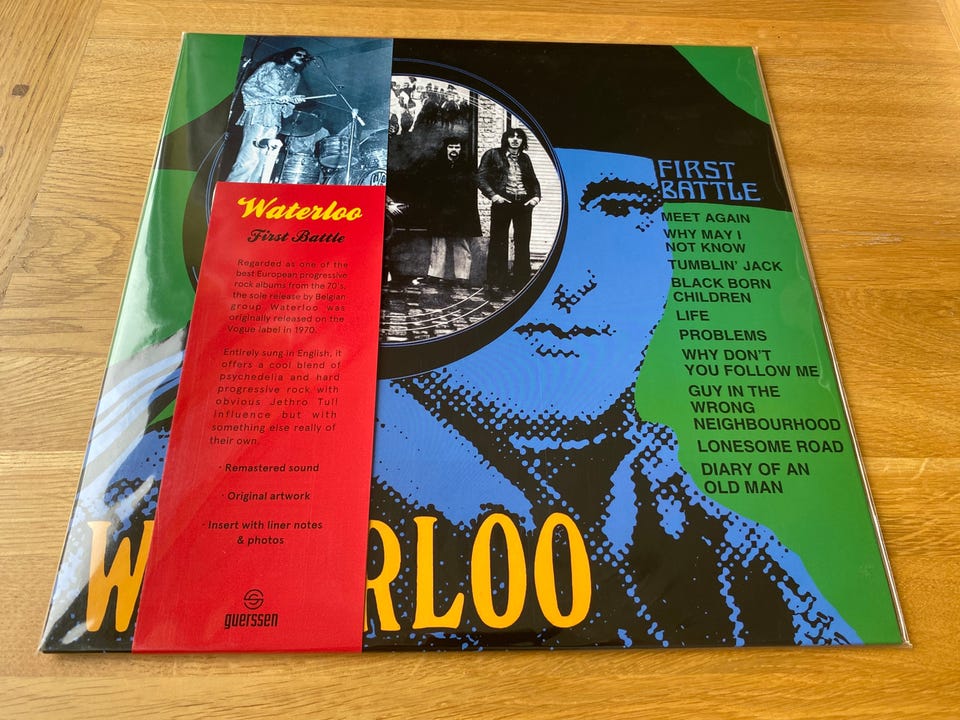 Waterloo
First Battle
Regarded as one of the
best European progressive
rock albums from the 70's,
the sole release by Belgian
group Waterloo was
originally released on the
Vogue label in 1970.
Entirely sung in English, it
offers a cool blend of
psychedelia and hard
progressive rock with
obvious Jethro Tull
influence but with
something else really of
their own.
· Remastered sound
· Original artwork
· Insert with liner notes
& photos
guerssen
FIRST
BATTLE
MEET AGAIN
WHY MAY I
NOT KNOW
TUMBLIN' JACK
BLACK BORN
CHILDREN
LIFE
PROBLEMS
WHY DON'T
YOU FOLLOW ME
GUY IN THE
WRONG
NEIGHBOURHOOD
LONESOME ROAD
DIARY OF AN
OLD MAN
W RLOO